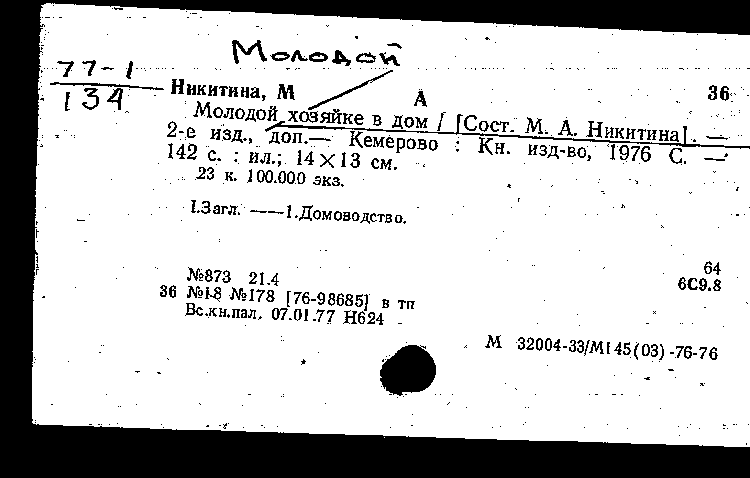 Молодой
77-1
134
Никитина, М А 36
Молодой хозяйке в дом / [Сост. М. А. Никитина]. —
2-е изд., доп.— Кемерово : Кн. изд-во, 1976 С. —
142 с. : ил.; 14×13 см.
23 к. 100.000 экз.
I.Загл. ——1.Домоводство.
64
№873 21.4 6С9.8
36 №18 №178 [76-98685] в тп
Вс.кн.пал. 07.01.77 Н624
М 32004-33/М145(03)-76-76